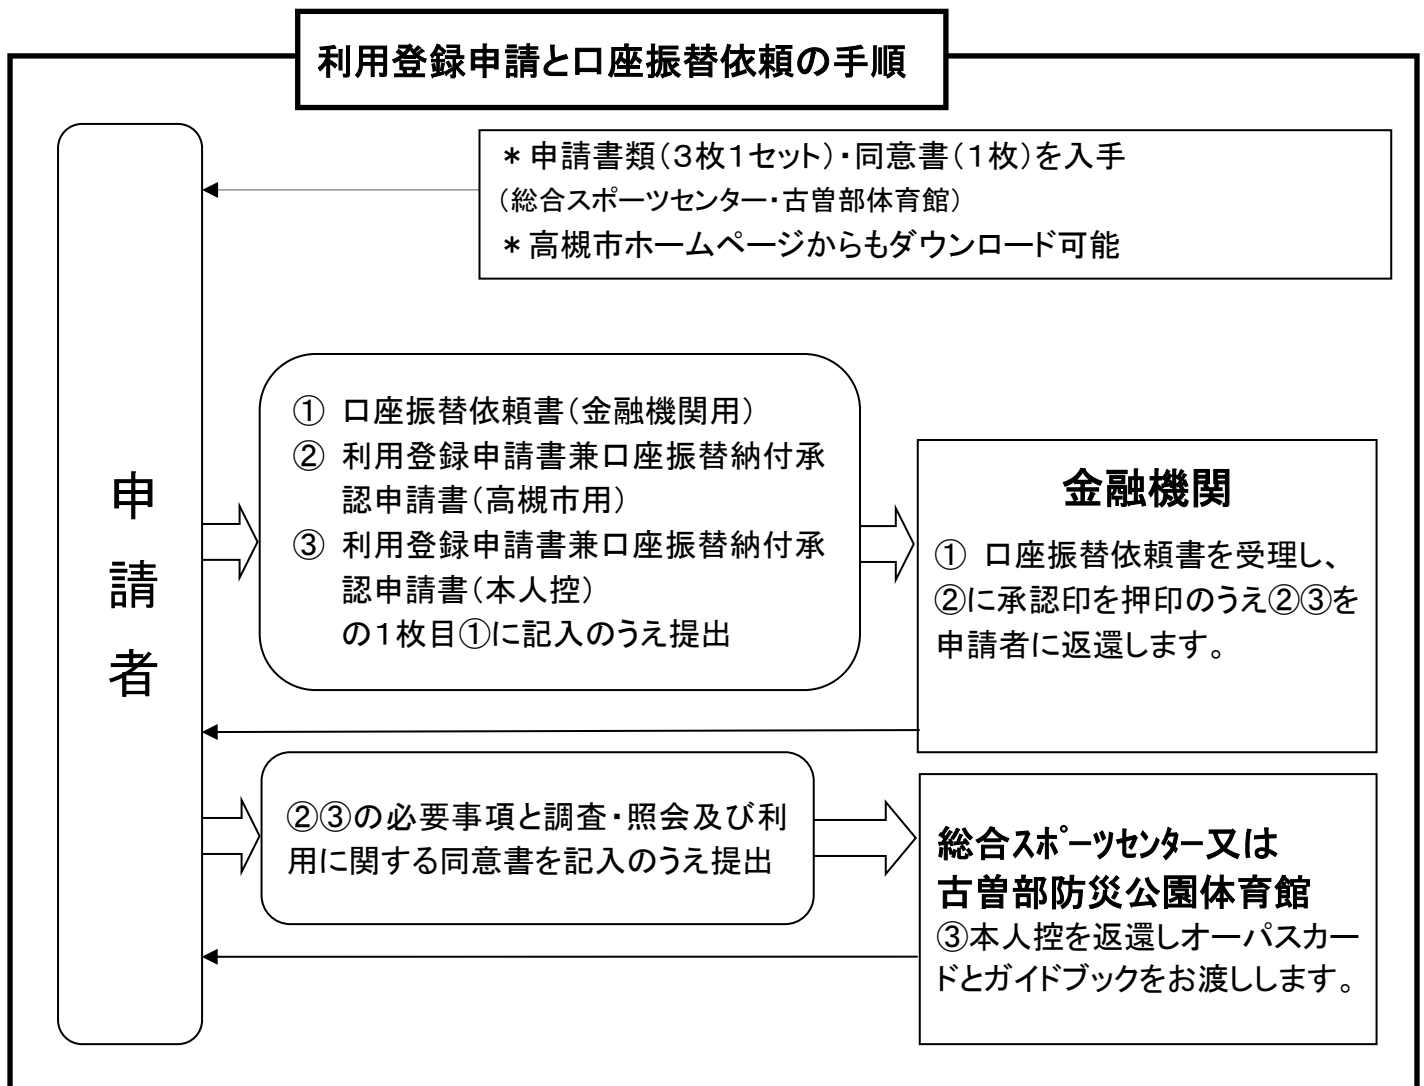 利用登録申請と口座振替依頼の手順
＊申請書類（３枚１セット）・同意書（１枚）を入手
（総合スポーツセンター・古曽部体育館）
＊高槻市ホームページからもダウンロード可能
申請者
① 口座振替依頼書（金融機関用）
② 利用登録申請書兼口座振替納付承
認申請書（高槻市用）
③ 利用登録申請書兼口座振替納付承
認申請書（本人控）
の１枚目①に記入のうえ提出
金融機関
① 口座振替依頼書を受理し、
②に承認印を押印のうえ②③を
申請者に返還します。
②③の必要事項と調査・照会及び利
用に関する同意書を記入のうえ提出
総合ｽﾎﾟｰﾂｾﾝﾀｰ又は
古曽部防災公園体育館
③本人控を返還しオーパスカー
ドとガイドブックをお渡しします。